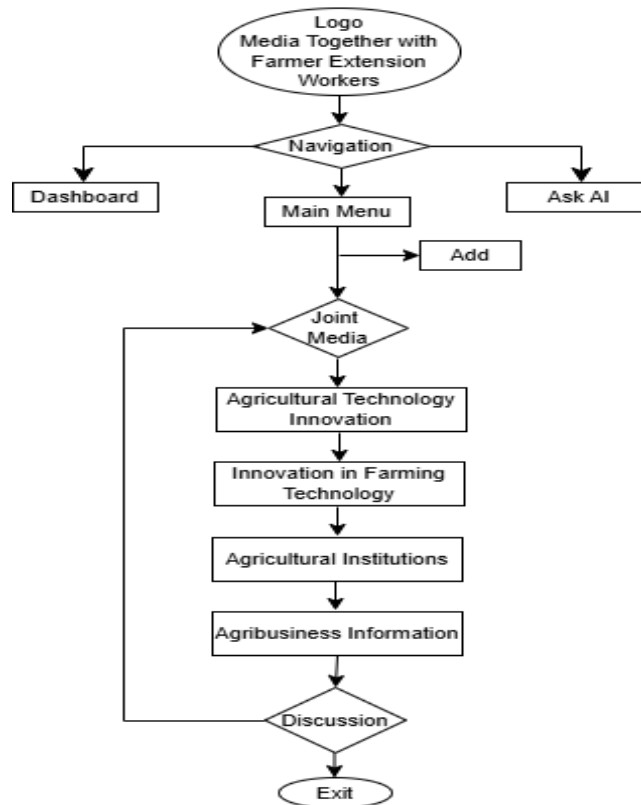 Logo
Media Together with
Farmer Extension
Workers
Navigation
Dashboard
Ask AI
Main Menu
Add
Joint
Media
Agricultural Technology
Innovation
Innovation in Farming
Technology
Agricultural Institutions
Agribusiness Information
Discussion
Exit